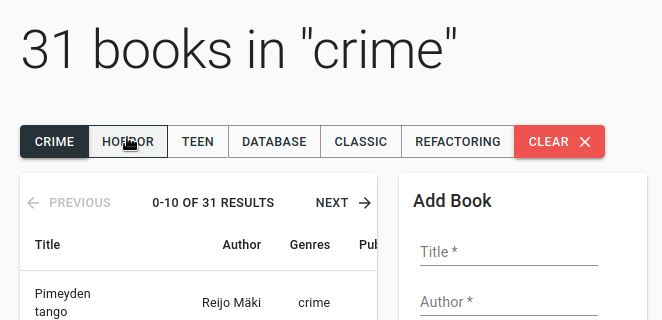 31 books in "crime"
CRIME HORROR TEEN DATABASE CLASSIC REFACTORING CLEAR
PREVIOUS 0-10 OF 31 RESULTS NEXT
Title Author Genres Pub
Pimeyden tango Reijo Mäki crime
Add Book
Title *
Author *